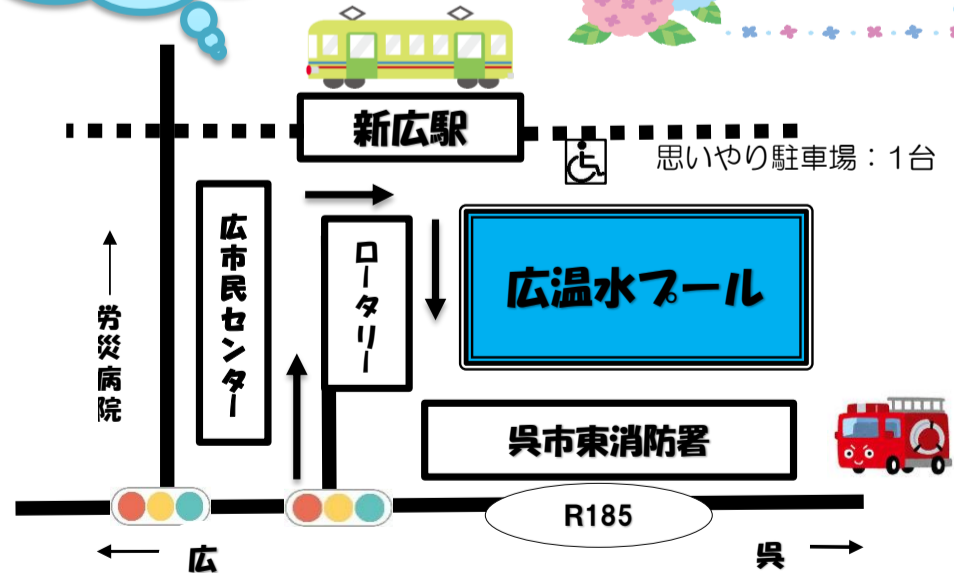 新広駅
思いやり駐車場：1台
広市民センター
ロータリー
広温水プール
↑労災病院
呉市東消防署
R185
← 広
呉 →